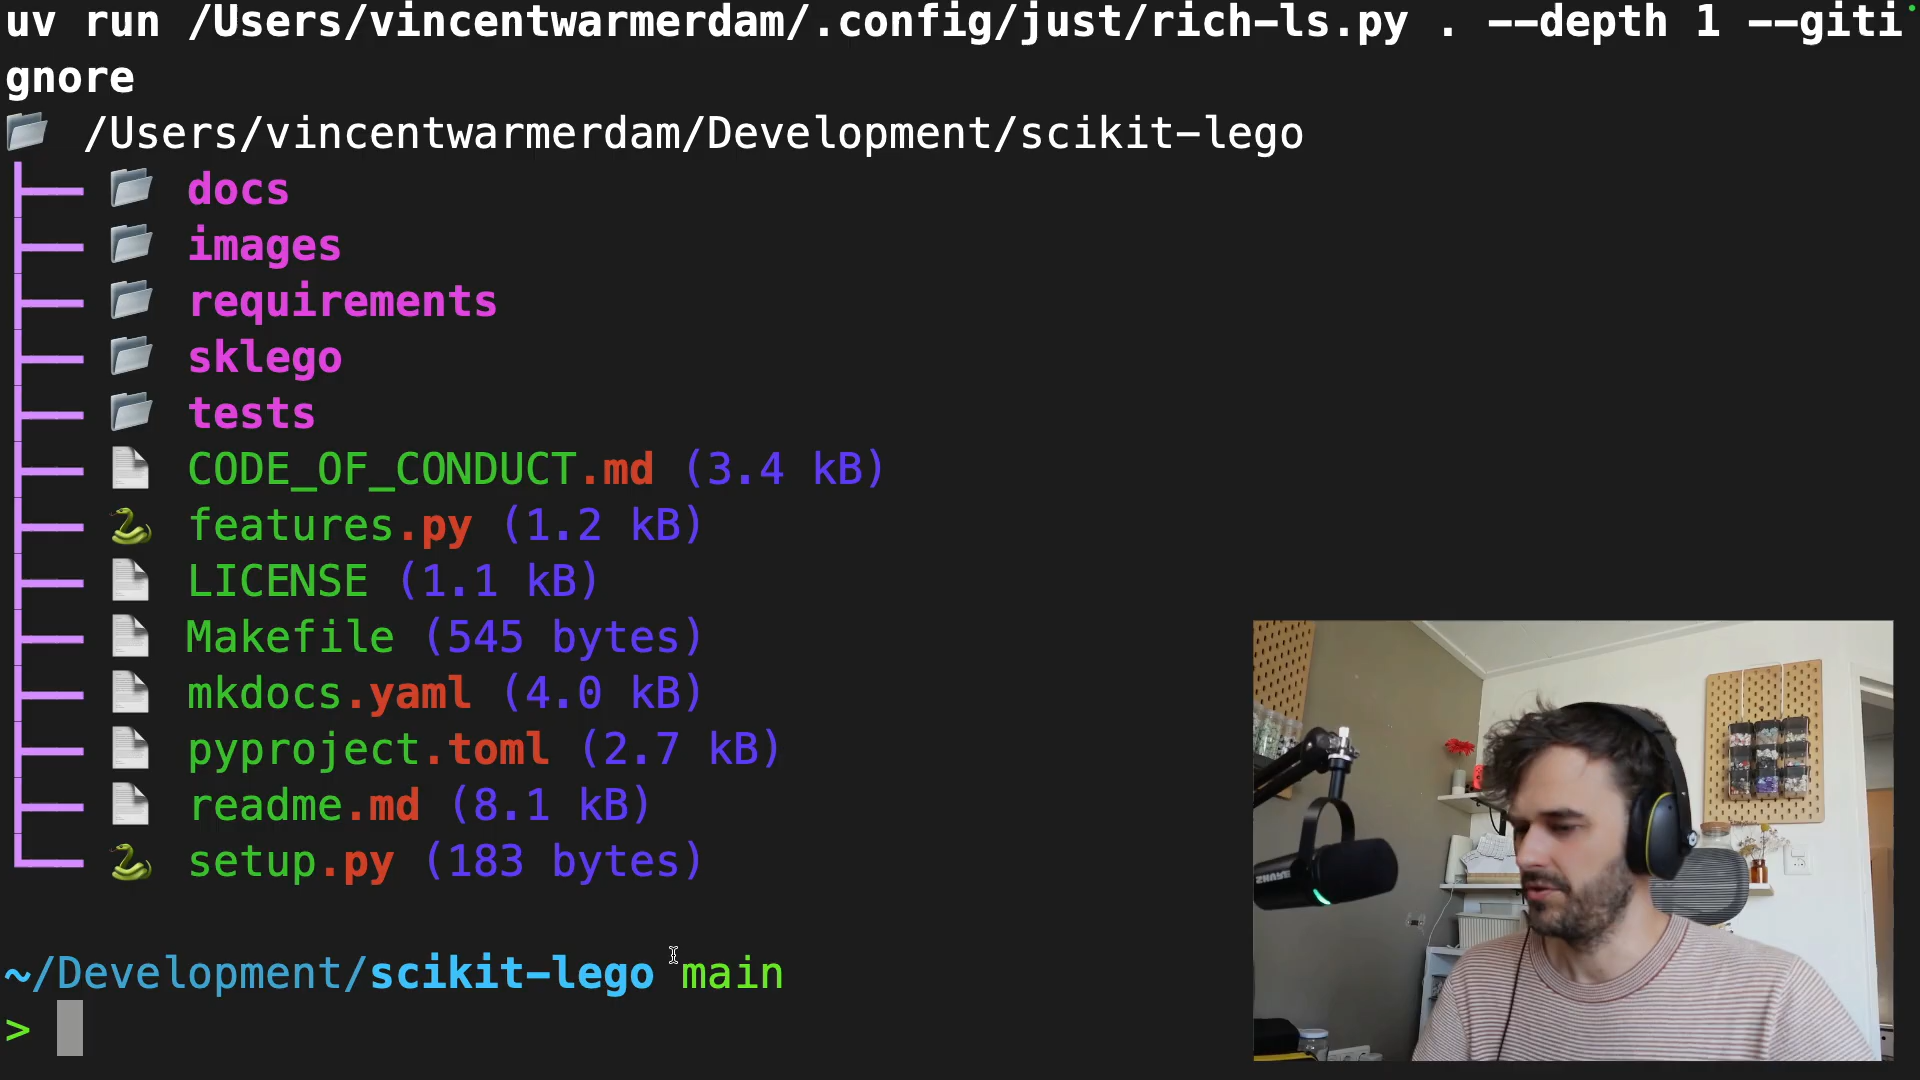 uv run /Users/vincentwarmerdam/.config/just/rich-ls.py . --depth 1 --giti
gnore
/Users/vincentwarmerdam/Development/scikit-lego
docs
images
requirements
sklego
tests
CODE_OF_CONDUCT.md (3.4 kB)
features.py (1.2 kB)
LICENSE (1.1 kB)
Makefile (545 bytes)
mkdocs.yaml (4.0 kB)
pyproject.toml (2.7 kB)
readme.md (8.1 kB)
setup.py (183 bytes)
~/Development/scikit-lego main
>